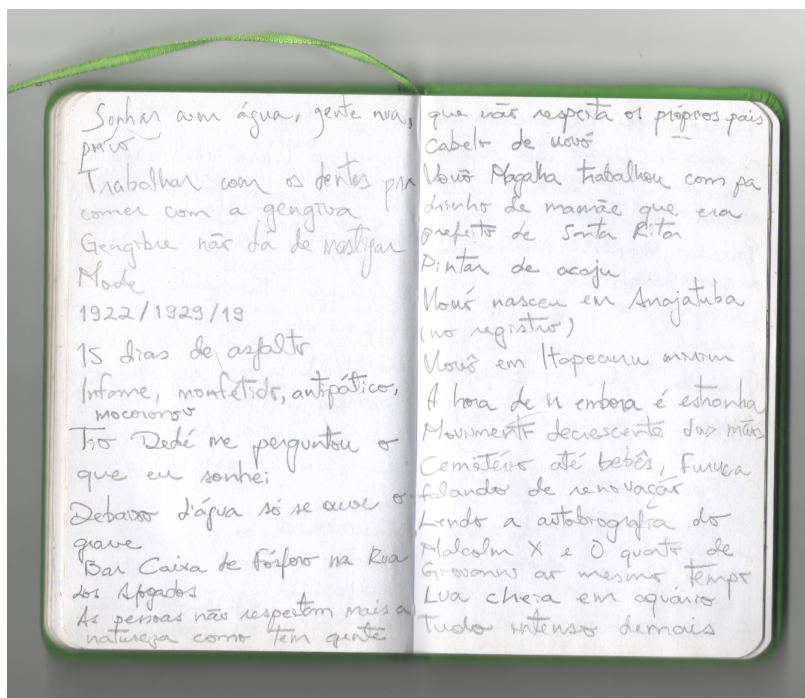 Sonhar com água, gente nua,
piolho
Trabalhar com os dentes pra
comer com a gengiva
Gengibre não dá de mastigar
Mode
1922/1929/19
15 dias de asfalto
Infame, monfétido, antipático,
mocorongo
Tio Dedé me perguntou o
que eu sonhei
Debaixo d'água só se ouve o
grave
Bar Caixa de Fósforo na Rua
dos Afogados
As pessoas não respeitam mais a
natureza como tem gente
que não respeita os próprios pais
Cabelo de vovó
Vovô Magalha trabalhou com pa
drinho de mamãe que era
prefeito de Santa Rita
Pintar de acaju
Vovó nasceu em Anajatuba
(no registro)
Vovô em Itapecuru mirim
A hora de ir embora é estranha
Movimento decrescente das mãos
Cemitério até bebês,
falando de renovação
Lendo a autobiografia do
Malcolm X e O quarto de
Giovanni ao mesmo tempo
Lua cheia em aquário
Tudo intenso demais